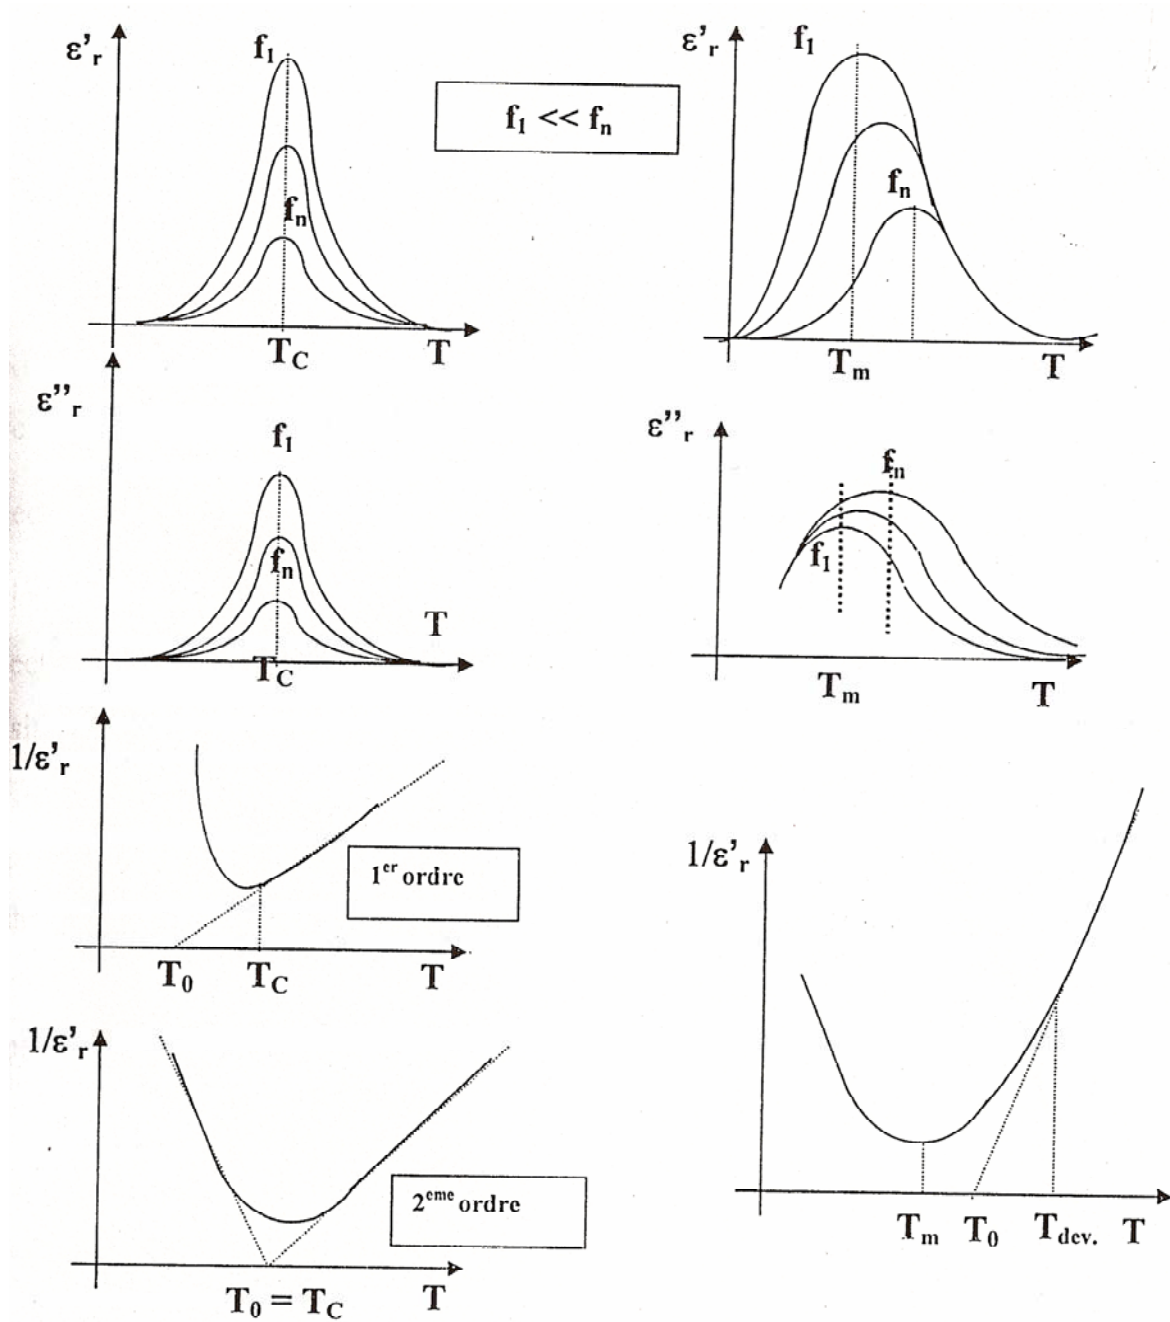 ε'r
f1
fn
TC
T
f1 << fn
ε'r
f1
fn
Tm
T
ε''r
f1
fn
T
TC
ε''r
fn
f1
Tm
T
1/ε'r
1er ordre
T0
TC
T
1/ε'r
2eme ordre
T0 = TC
T
1/ε'r
Tm
T0
Tdev.
T